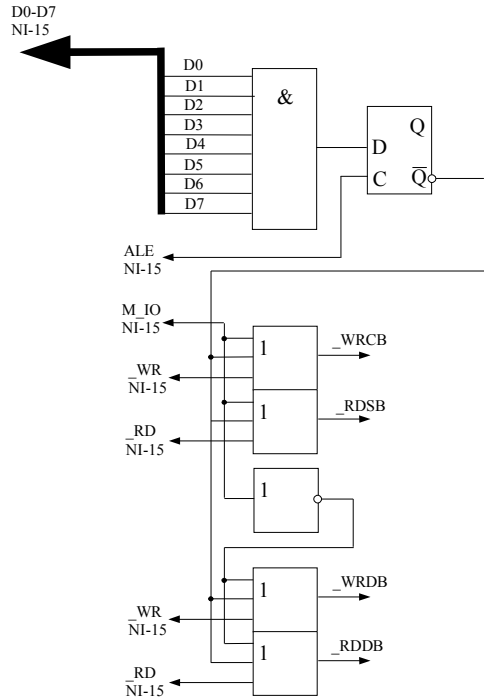 D0-D7
NI-15
D0
D1
D2
D3
D4
D5
D6
D7
&
Q
D
C
Q
ALE
NI-15
M_IO
NI-15
1
_WRCB
_WR
NI-15
1
_RDSB
_RD
NI-15
1
1
_WRDB
_WR
NI-15
1
_RDDB
_RD
NI-15